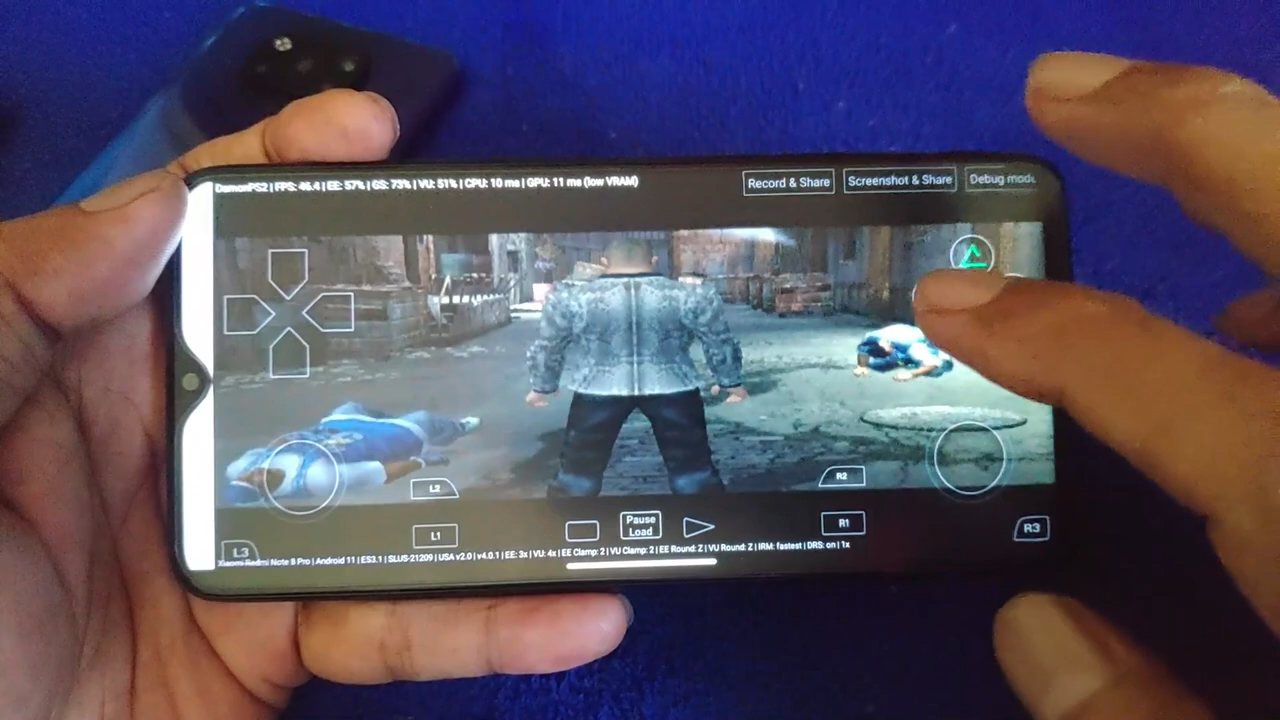 DamonPS2 | FPS: 46.4 | EE: 57% | GS: 73% | VU: 51% | CPU: 10 ms | GPU: 11 ms (low VRAM)
Record & Share
Screenshot & Share
Debug mode
L2
R2
L1
Pause
Load
R1
L3
R3
Xiaomi Redmi Note 8 Pro | Android 11 | ES3.1 | SLUS-21209 | USA v2.0 | v4.0.1 | EE: 3x | VU: 4x | EE Clamp: 2 | VU Clamp: 2 | EE Round: Z | VU Round: Z | IRM: fastest | DRS: on | 1x